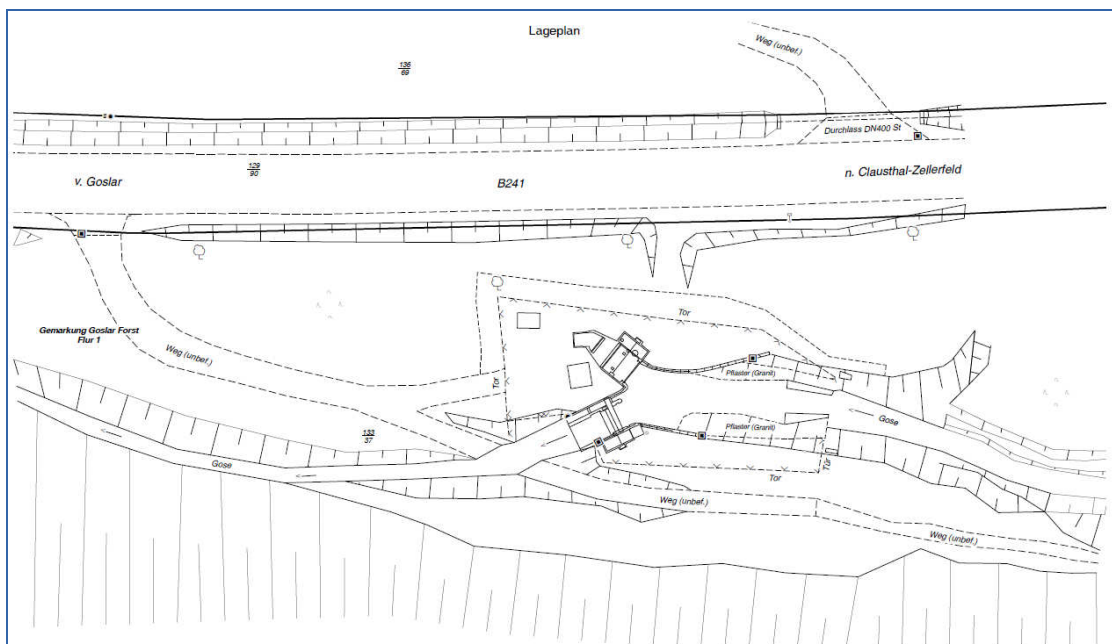 Lageplan
Weg (unbef.)
136
69
Durchlass DN400 St
129
90
v. Goslar
B241
n. Clausthal-Zellerfeld
Tor
Gemarkung Goslar Forst
Flur 1
Weg (unbef.)
Tor
Pflaster (Granit)
Gose
Pflaster (Granit)
133
37
Tür
Gose
Tor
Weg (unbef.)
Weg (unbef.)